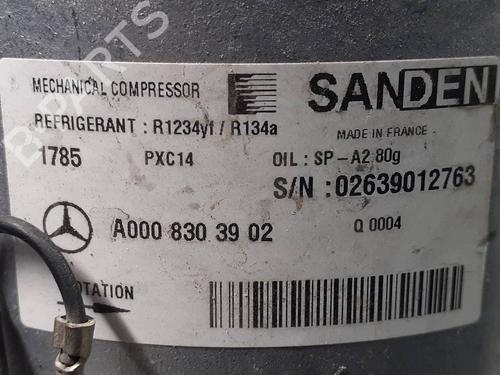 MECHANICAL COMPRESSOR
SANDEN
REFRIGERANT : R1234yf / R134a
MADE IN FRANCE
1785 PXC14 OIL : SP-A2 80g
S/N : 02639012763
A000 830 39 02 Q 0004
B-PARTS